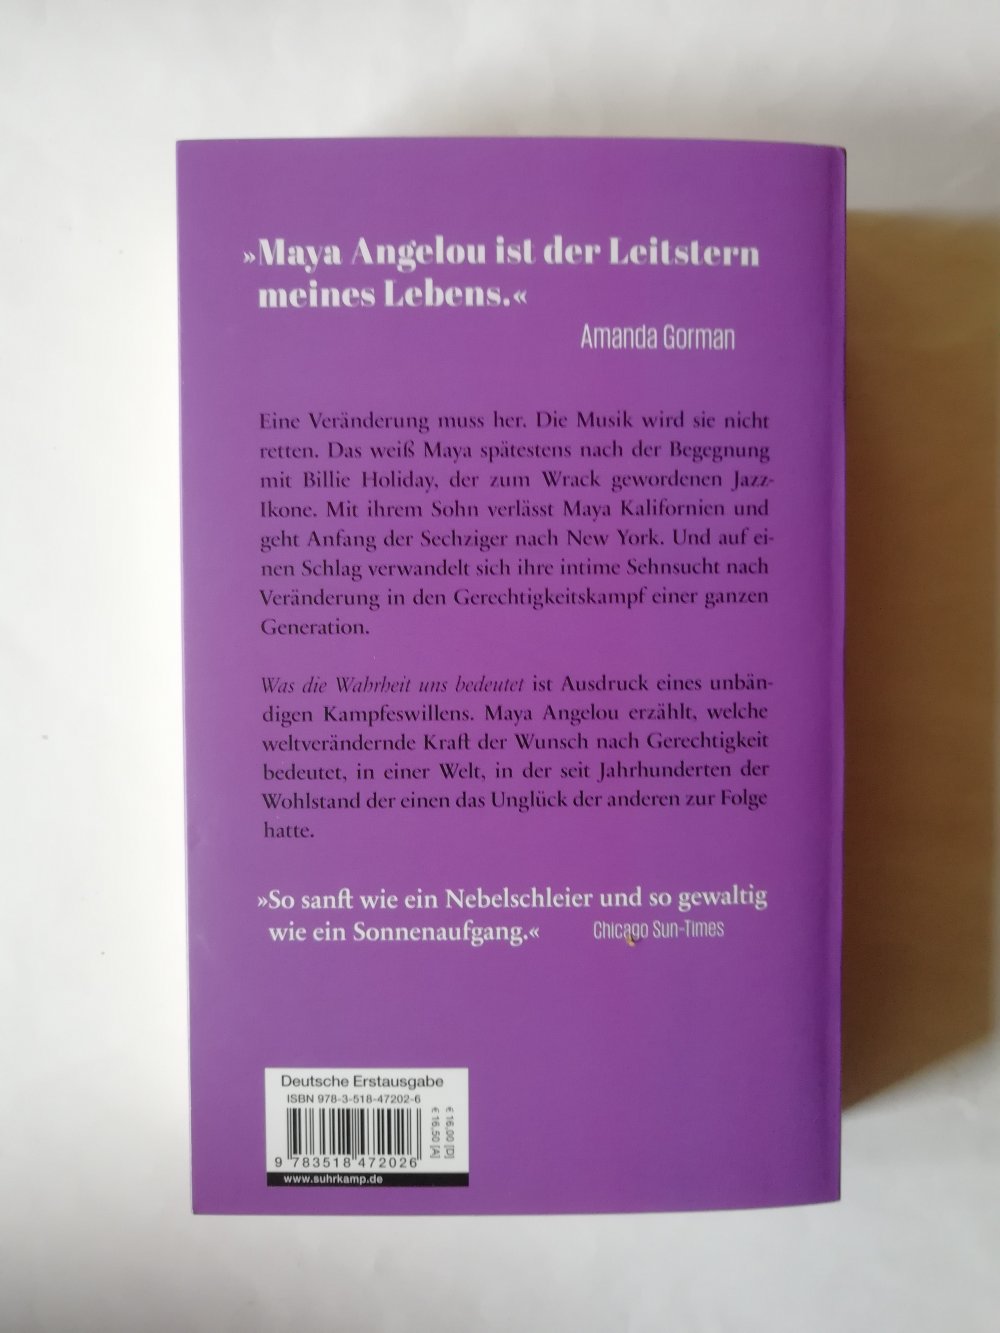 »Maya Angelou ist der Leitstern
meines Lebens.«
Amanda Gorman
Eine Veränderung muss her. Die Musik wird sie nicht
retten. Das weiß Maya spätestens nach der Begegnung
mit Billie Holiday, der zum Wrack gewordenen Jazz-
Ikone. Mit ihrem Sohn verlässt Maya Kalifornien und
geht Anfang der Sechziger nach New York. Und auf ei-
nen Schlag verwandelt sich ihre intime Sehnsucht nach
Veränderung in den Gerechtigkeitskampf einer ganzen
Generation.
Was die Wahrheit uns bedeutet ist Ausdruck eines unbän-
digen Kampfeswillens. Maya Angelou erzählt, welche
weltverändernde Kraft der Wunsch nach Gerechtigkeit
bedeutet, in einer Welt, in der seit Jahrhunderten der
Wohlstand der einen das Unglück der anderen zur Folge
hatte.
»So sanft wie ein Nebelschleier und so gewaltig
wie ein Sonnenaufgang.«
Chicago Sun-Times
Deutsche Erstausgabe
ISBN 978-3-518-47202-6
€ 16,00 [D]
€ 16,50 [A]
9 783518 472026
www.suhrkamp.de